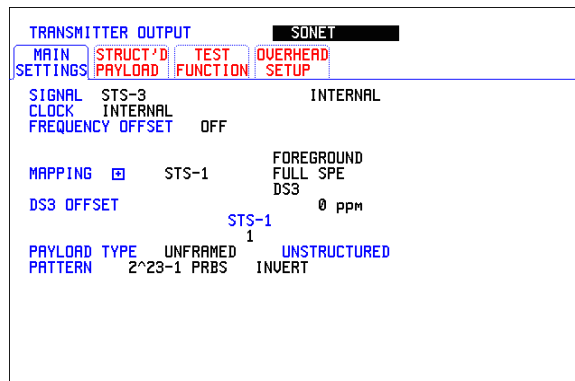 TRANSMITTER OUTPUT SONET
MAIN STRUCT'D TEST OVERHEAD
SETTINGS PAYLOAD FUNCTION SETUP
SIGNAL STS-3 INTERNAL
CLOCK INTERNAL
FREQUENCY OFFSET OFF
FOREGROUND
MAPPING + STS-1 FULL SPE
DS3
DS3 OFFSET 0 ppm
STS-1
1
PAYLOAD TYPE UNFRAMED UNSTRUCTURED
PATTERN 2^23-1 PRBS INVERT